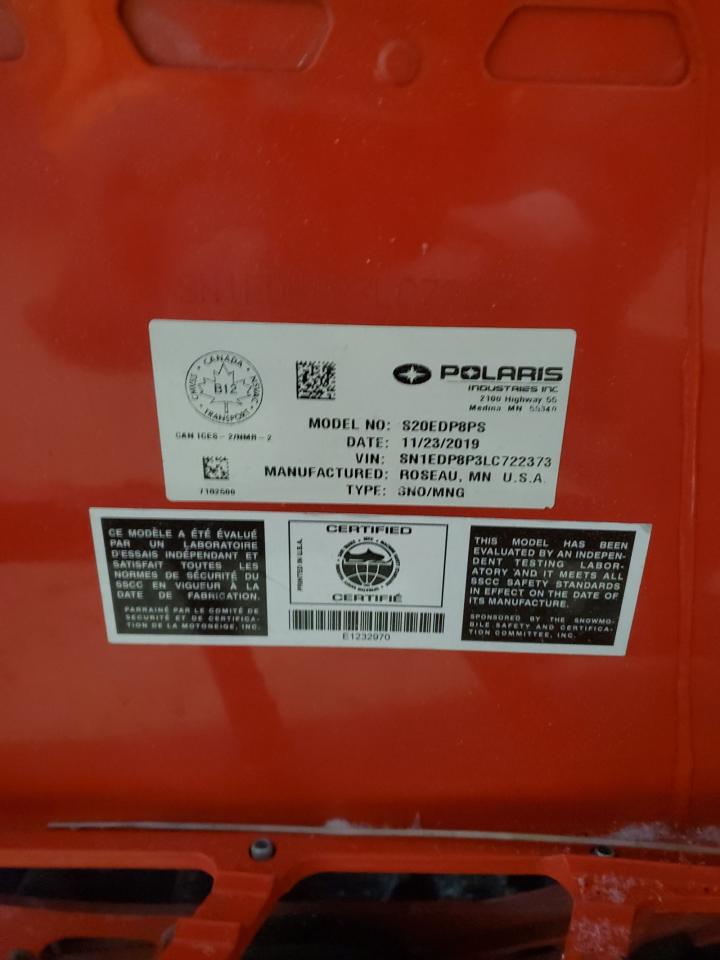 CANADA
B12
TRANSPORT
CAN ICES-2/NMB-2
7182500
POLARIS
INDUSTRIES INC
2100 Highway 55
Medina MN 55340
MODEL NO: S20EDP8PS
DATE: 11/23/2019
VIN: SN1EDP8P3LC722373
MANUFACTURED: ROSEAU, MN U.S.A.
TYPE: SNO/MNG
CE MODÈLE A ÉTÉ ÉVALUÉ
PAR UN LABORATOIRE
D'ESSAIS INDÉPENDANT ET
SATISFAIT TOUTES LES
NORMES DE SÉCURITÉ DU
SSCC EN VIGUEUR À LA
DATE DE FABRICATION.
PARRAINÉ PAR LE COMITÉ DE
SÉCURITÉ ET DE CERTIFICA-
TION DE LA MOTONEIGE, INC.
PRINTED IN U.S.A.
CERTIFIED
CERTIFIÉ
E1232970
THIS MODEL HAS BEEN
EVALUATED BY AN INDEPEN-
DENT TESTING LABOR-
ATORY AND IT MEETS ALL
SSCC SAFETY STANDARDS
IN EFFECT ON THE DATE OF
ITS MANUFACTURE.
SPONSORED BY THE SNOWMO-
BILE SAFETY AND CERTIFICA-
TION COMMITTEE, INC.